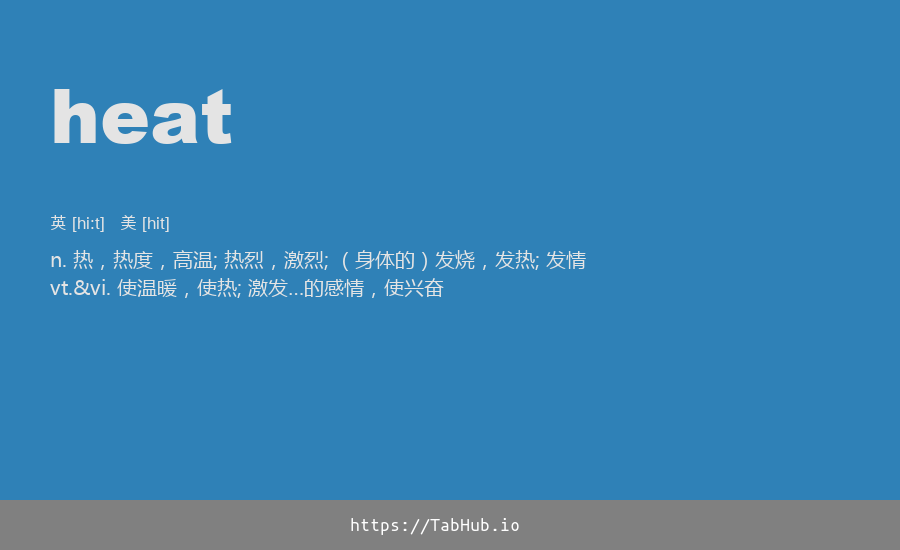 heat
英 [hi:t] 美 [hit]
n. 热，热度，高温; 热烈，激烈; （身体的）发烧，发热; 发情
vt.&vi. 使温暖，使热; 激发...的感情，使兴奋
https://TabHub.io